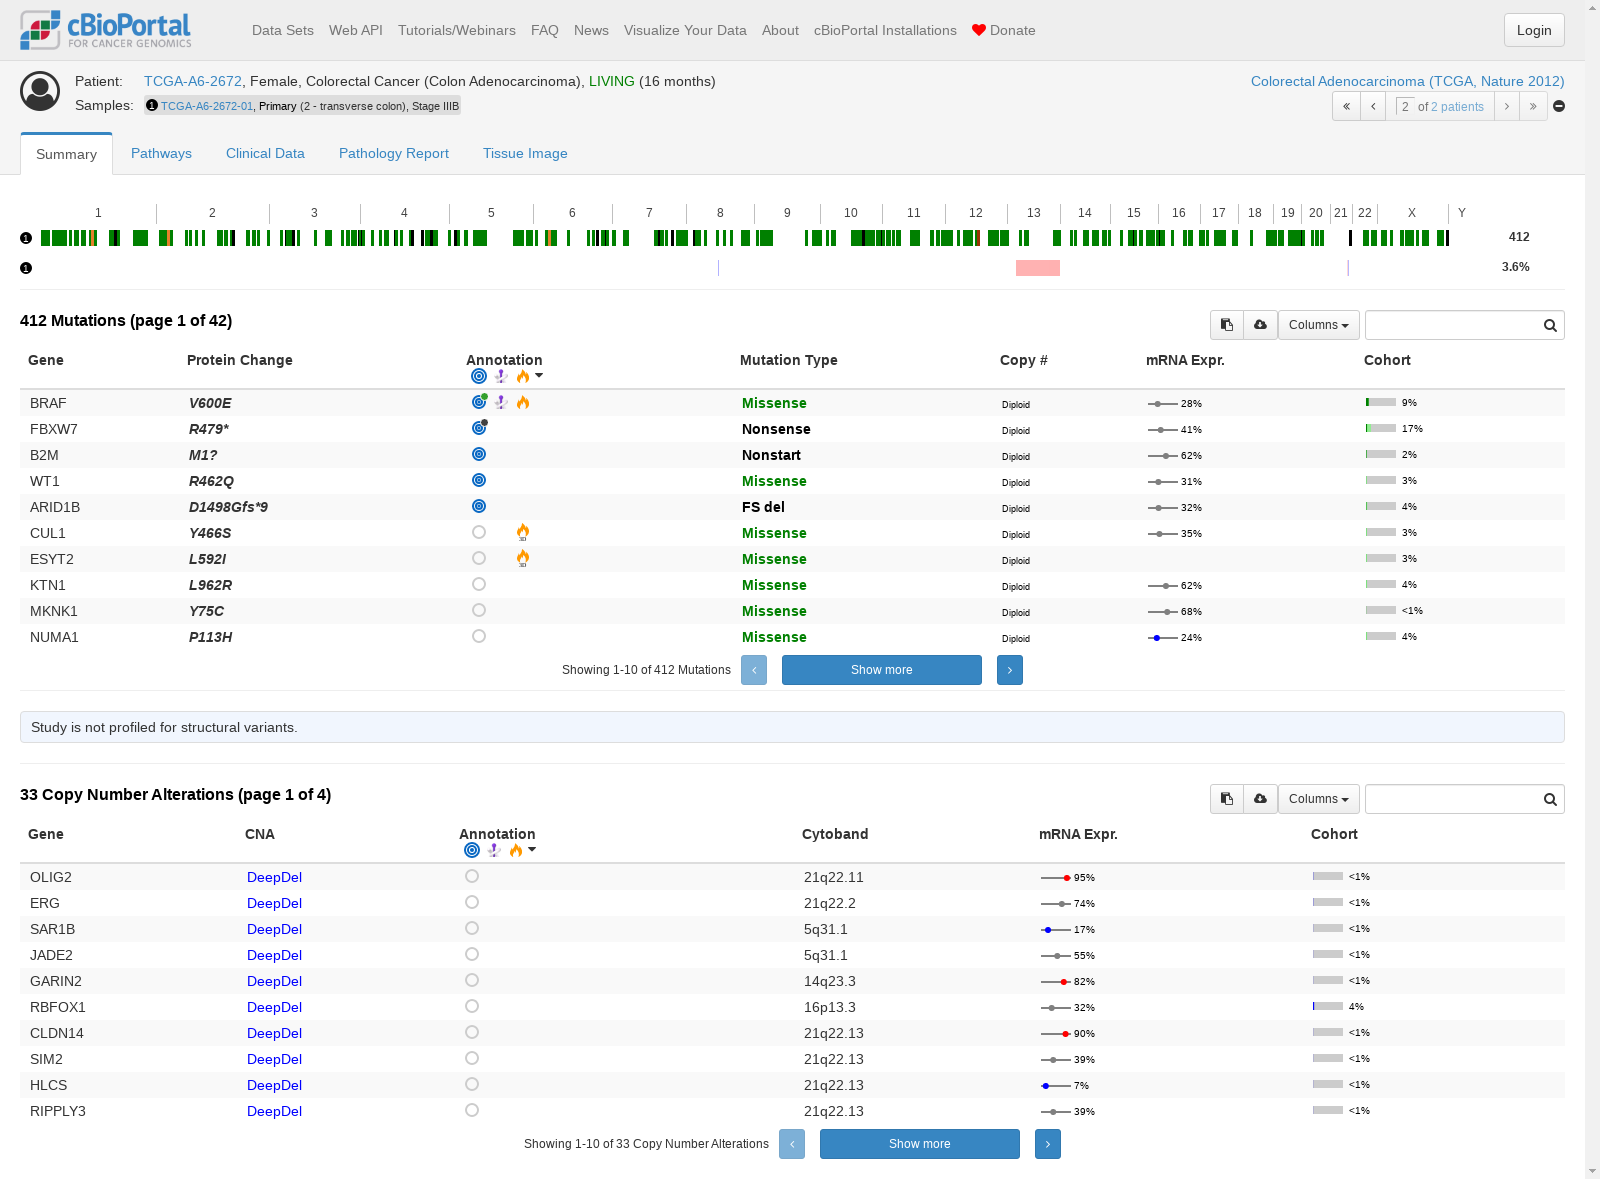 cBioPortal
FOR CANCER GENOMICS
Data Sets Web API Tutorials/Webinars FAQ News Visualize Your Data About cBioPortal Installations Donate
Login
Patient: TCGA-A6-2672, Female, Colorectal Cancer (Colon Adenocarcinoma), LIVING (16 months)
Colorectal Adenocarcinoma (TCGA, Nature 2012)
Samples: 1 TCGA-A6-2672-01, Primary (2 - transverse colon), Stage IIIB
« ‹ 2 of 2 patients › »
Summary Pathways Clinical Data Pathology Report Tissue Image
1 2 3 4 5 6 7 8 9 10 11 12 13 14 15 16 17 18 19 20 21 22 X Y
1 412
1 3.6%
412 Mutations (page 1 of 42)
Columns
Gene Protein Change Annotation Mutation Type Copy # mRNA Expr. Cohort
BRAF V600E Missense Diploid 28% 9%
FBXW7 R479* Nonsense Diploid 41% 17%
B2M M1? Nonstart Diploid 62% 2%
WT1 R462Q Missense Diploid 31% 3%
ARID1B D1498Gfs*9 FS del Diploid 32% 4%
CUL1 Y466S 3D Missense Diploid 35% 3%
ESYT2 L592I 3D Missense Diploid 3%
KTN1 L962R Missense Diploid 62% 4%
MKNK1 Y75C Missense Diploid 68% <1%
NUMA1 P113H Missense Diploid 24% 4%
Showing 1-10 of 412 Mutations ‹ Show more ›
Study is not profiled for structural variants.
33 Copy Number Alterations (page 1 of 4)
Columns
Gene CNA Annotation Cytoband mRNA Expr. Cohort
OLIG2 DeepDel 21q22.11 95% <1%
ERG DeepDel 21q22.2 74% <1%
SAR1B DeepDel 5q31.1 17% <1%
JADE2 DeepDel 5q31.1 55% <1%
GARIN2 DeepDel 14q23.3 82% <1%
RBFOX1 DeepDel 16p13.3 32% 4%
CLDN14 DeepDel 21q22.13 90% <1%
SIM2 DeepDel 21q22.13 39% <1%
HLCS DeepDel 21q22.13 7% <1%
RIPPLY3 DeepDel 21q22.13 39% <1%
Showing 1-10 of 33 Copy Number Alterations ‹ Show more ›